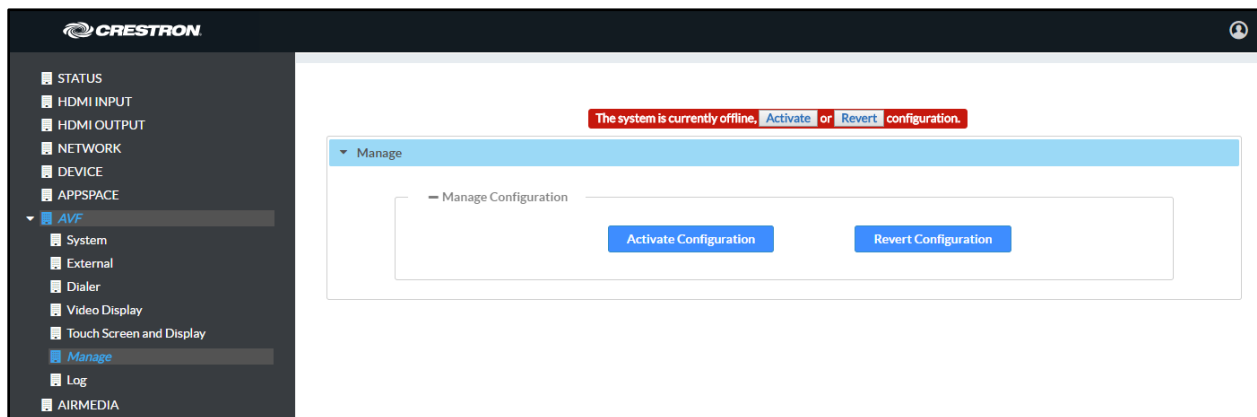 CRESTRON.
STATUS
HDMI INPUT
HDMI OUTPUT
NETWORK
DEVICE
APPSPACE
AVF
System
External
Dialer
Video Display
Touch Screen and Display
Manage
Log
AIRMEDIA
The system is currently offline, Activate or Revert configuration.
Manage
Manage Configuration
Activate Configuration
Revert Configuration